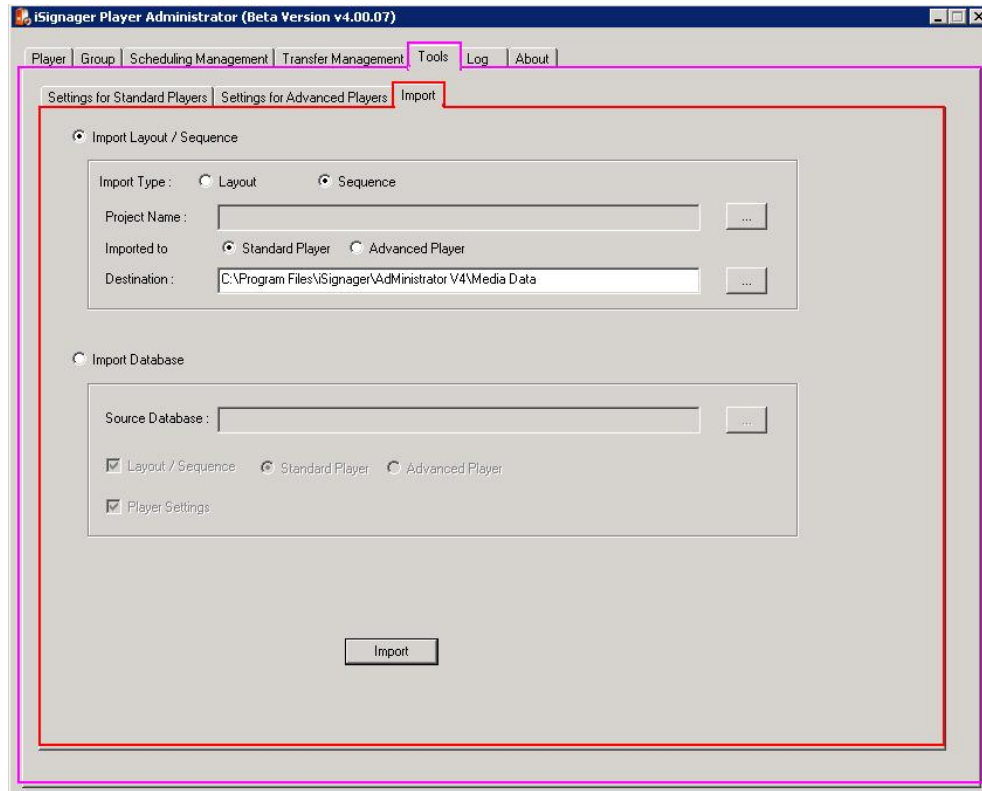 iSignager Player Administrator (Beta Version v4.00.07)
Player Group Scheduling Management Transfer Management Tools Log About
Settings for Standard Players Settings for Advanced Players Import
Import Layout / Sequence
Import Type : Layout Sequence
Project Name : ...
Imported to Standard Player Advanced Player
Destination : C:\Program Files\iSignager\AdMinistrator V4\Media Data ...
Import Database
Source Database : ...
Layout / Sequence Standard Player Advanced Player
Player Settings
Import